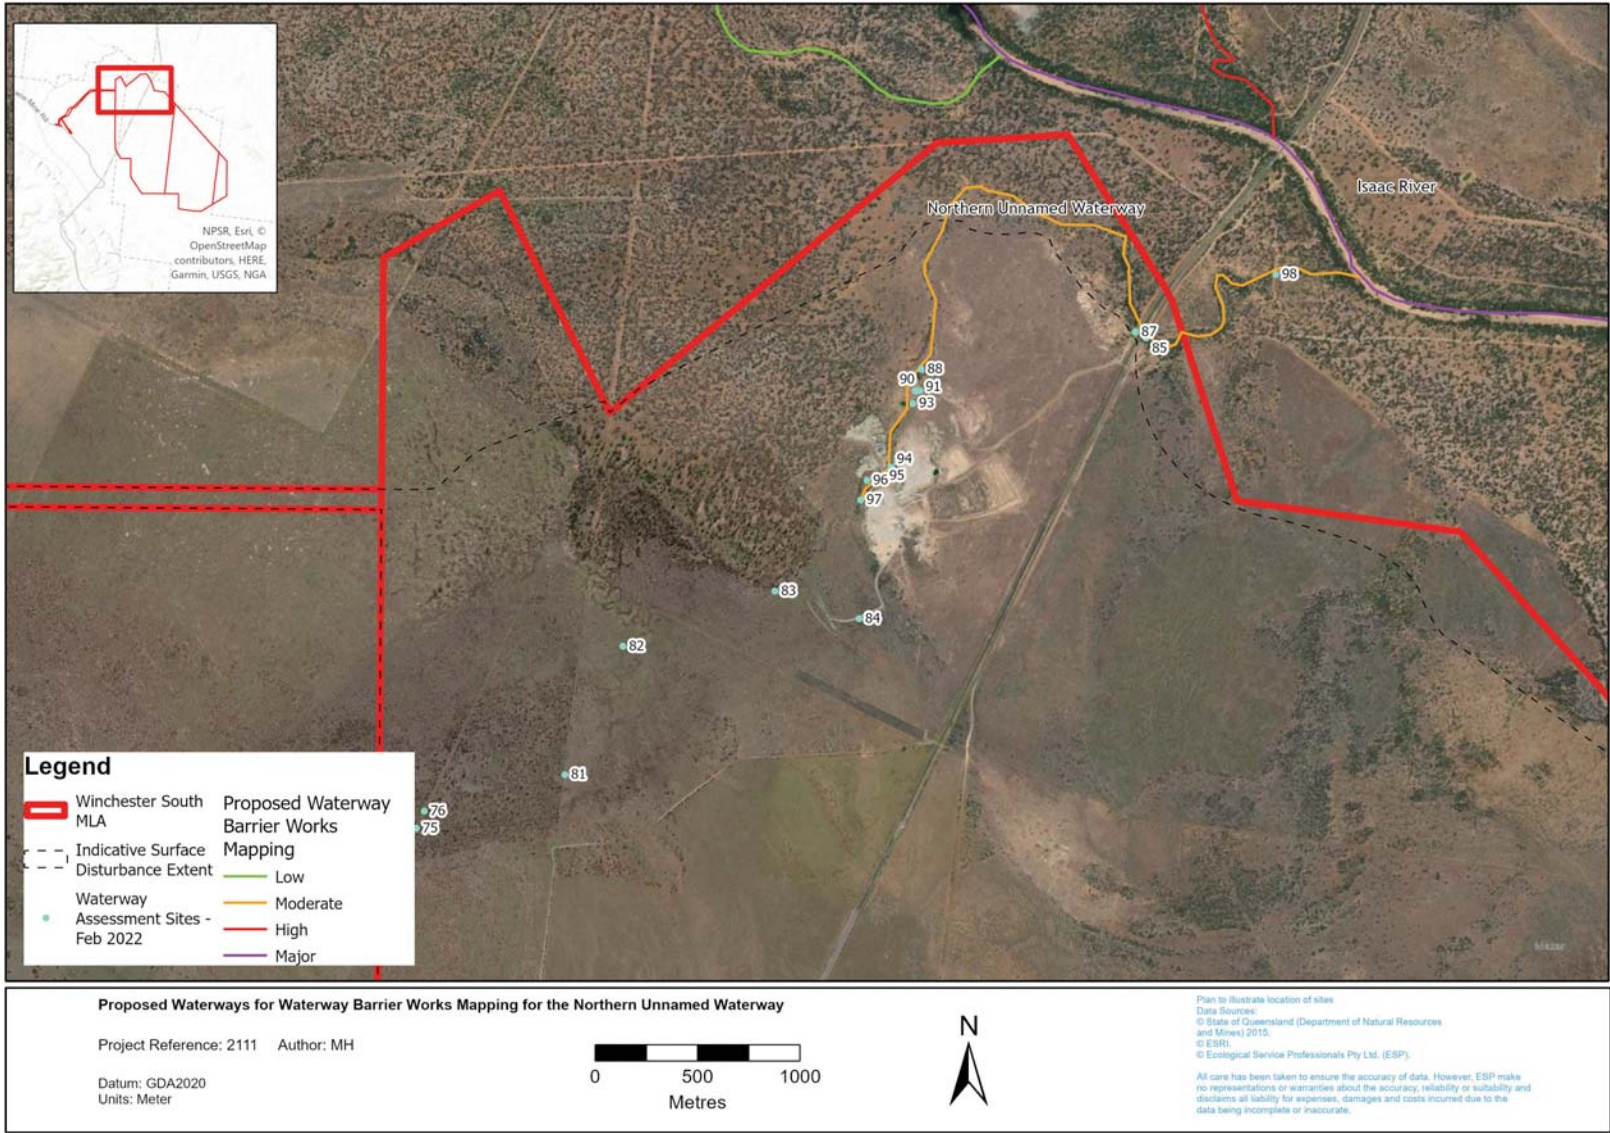 NPSR, Esri, ©
OpenStreetMap
contributors, HERE,
Garmin, USGS, NGA
Isaac River
Northern Unnamed Waterway
98
87
85
88
90
91
93
94
95
96
97
83
84
82
81
76
75
Legend
Winchester South
MLA
Indicative Surface
Disturbance Extent
Waterway
Assessment Sites -
Feb 2022
Proposed Waterway
Barrier Works
Mapping
Low
Moderate
High
Major
Proposed Waterways for Waterway Barrier Works Mapping for the Northern Unnamed Waterway
Project Reference: 2111 Author: MH
Datum: GDA2020
Units: Meter
0 500 1000
Metres
N
Plan to illustrate location of sites
Data Sources:
© State of Queensland (Department of Natural Resources
and Mines) 2015.
© ESRI.
© Ecological Service Professionals Pty Ltd. (ESP).
All care has been taken to ensure the accuracy of data. However, ESP make
no representations or warranties about the accuracy, reliability or suitability and
disclaims all liability for expenses, damages and costs incurred due to the
data being incomplete or inaccurate.